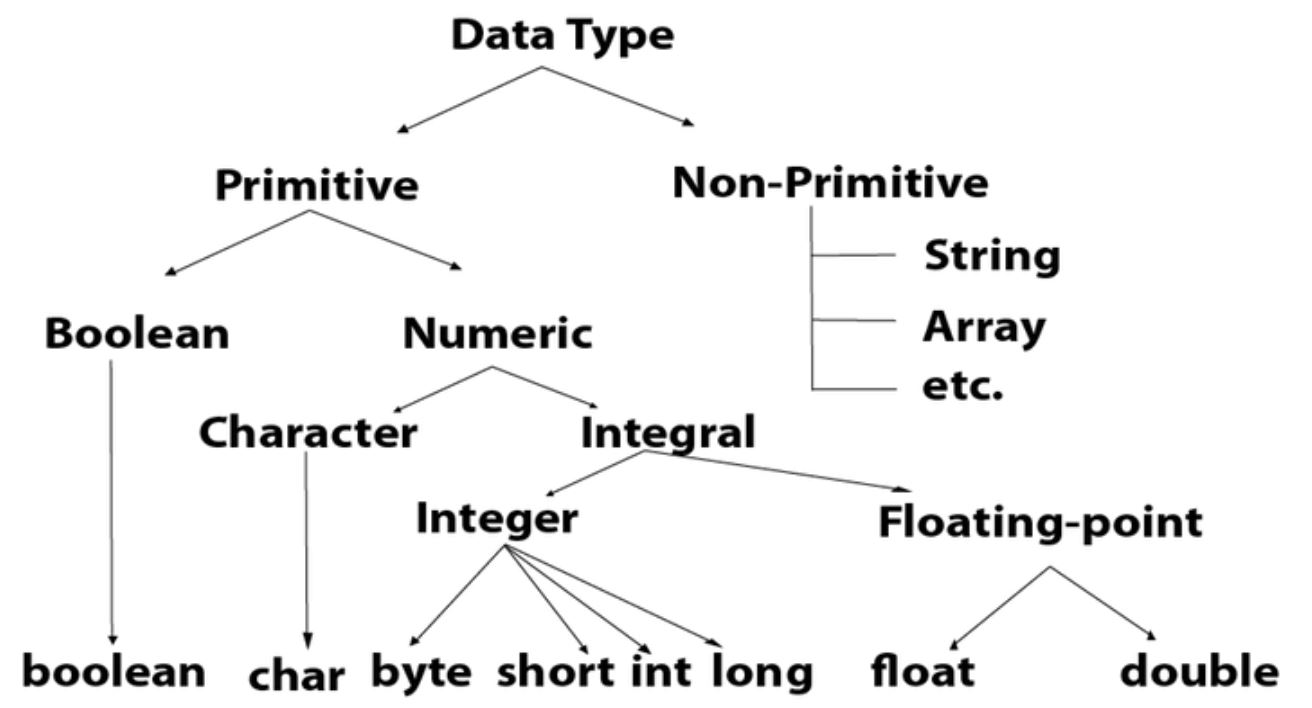 Data Type
Primitive
Non-Primitive
String
Boolean
Numeric
Array
etc.
Character
Integral
Integer
Floating-point
boolean
char
byte
short
int
long
float
double